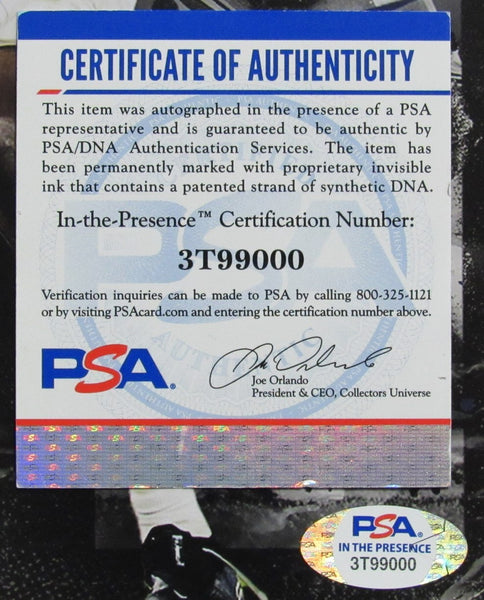 CERTIFICATE OF AUTHENTICITY
This item was autographed in the presence of a PSA
representative and is guaranteed to be authentic by
PSA/DNA Authentication Services. The item has
been permanently marked with proprietary invisible
ink that contains a patented strand of synthetic DNA.
In-the-Presence™ Certification Number:
3T99000
Verification inquiries can be made to PSA by calling 800-325-1121
or by visiting PSAcard.com and entering the certification number above.
PSA
AUTHENTIC
PSA®
Joe Orlando
President & CEO, Collectors Universe
PSA
IN THE PRESENCE
3T99000